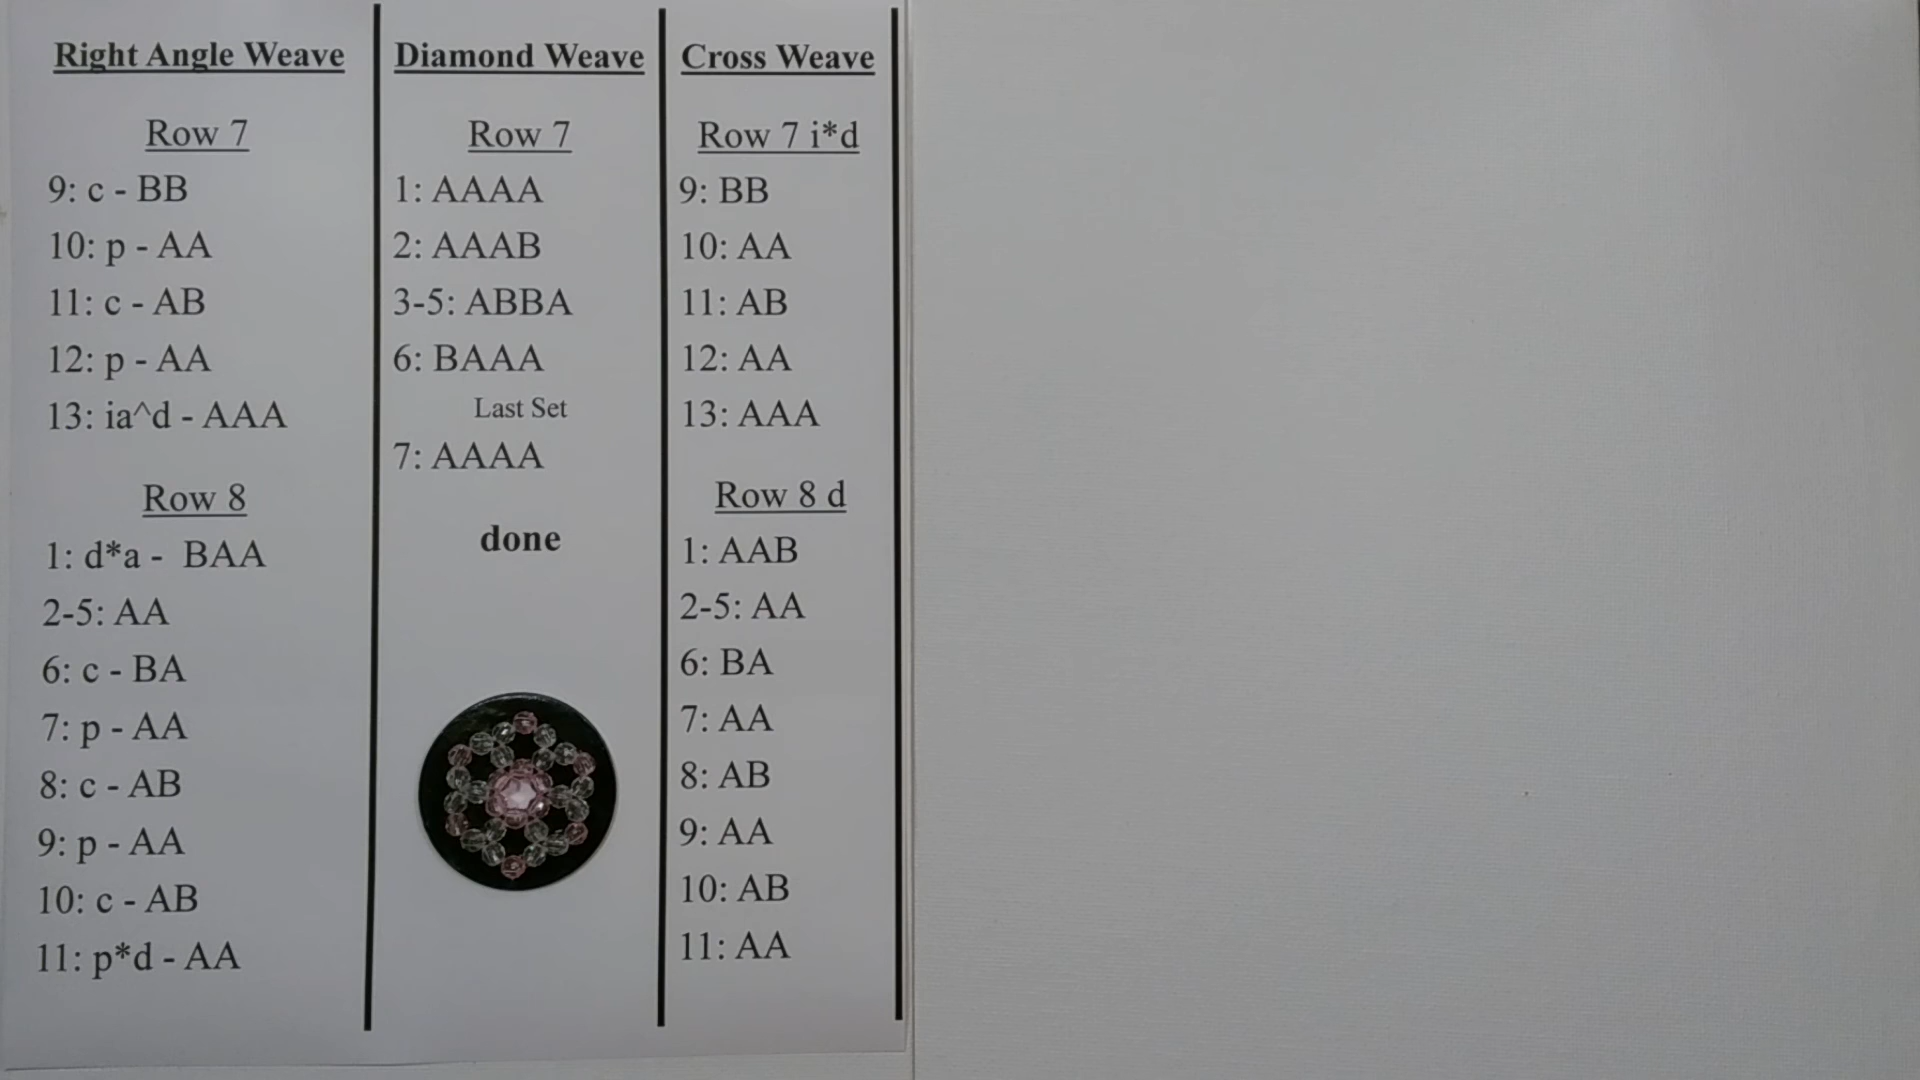 Right Angle Weave
Row 7
9: c - BB
10: p - AA
11: c - AB
12: p - AA
13: ia^d - AAA
Row 8
1: d*a - BAA
2-5: AA
6: c - BA
7: p - AA
8: c - AB
9: p - AA
10: c - AB
11: p*d - AA
Diamond Weave
Row 7
1: AAAA
2: AAAB
3-5: ABBA
6: BAAA
Last Set
7: AAAA
done
Cross Weave
Row 7 i*d
9: BB
10: AA
11: AB
12: AA
13: AAA
Row 8 d
1: AAB
2-5: AA
6: BA
7: AA
8: AB
9: AA
10: AB
11: AA